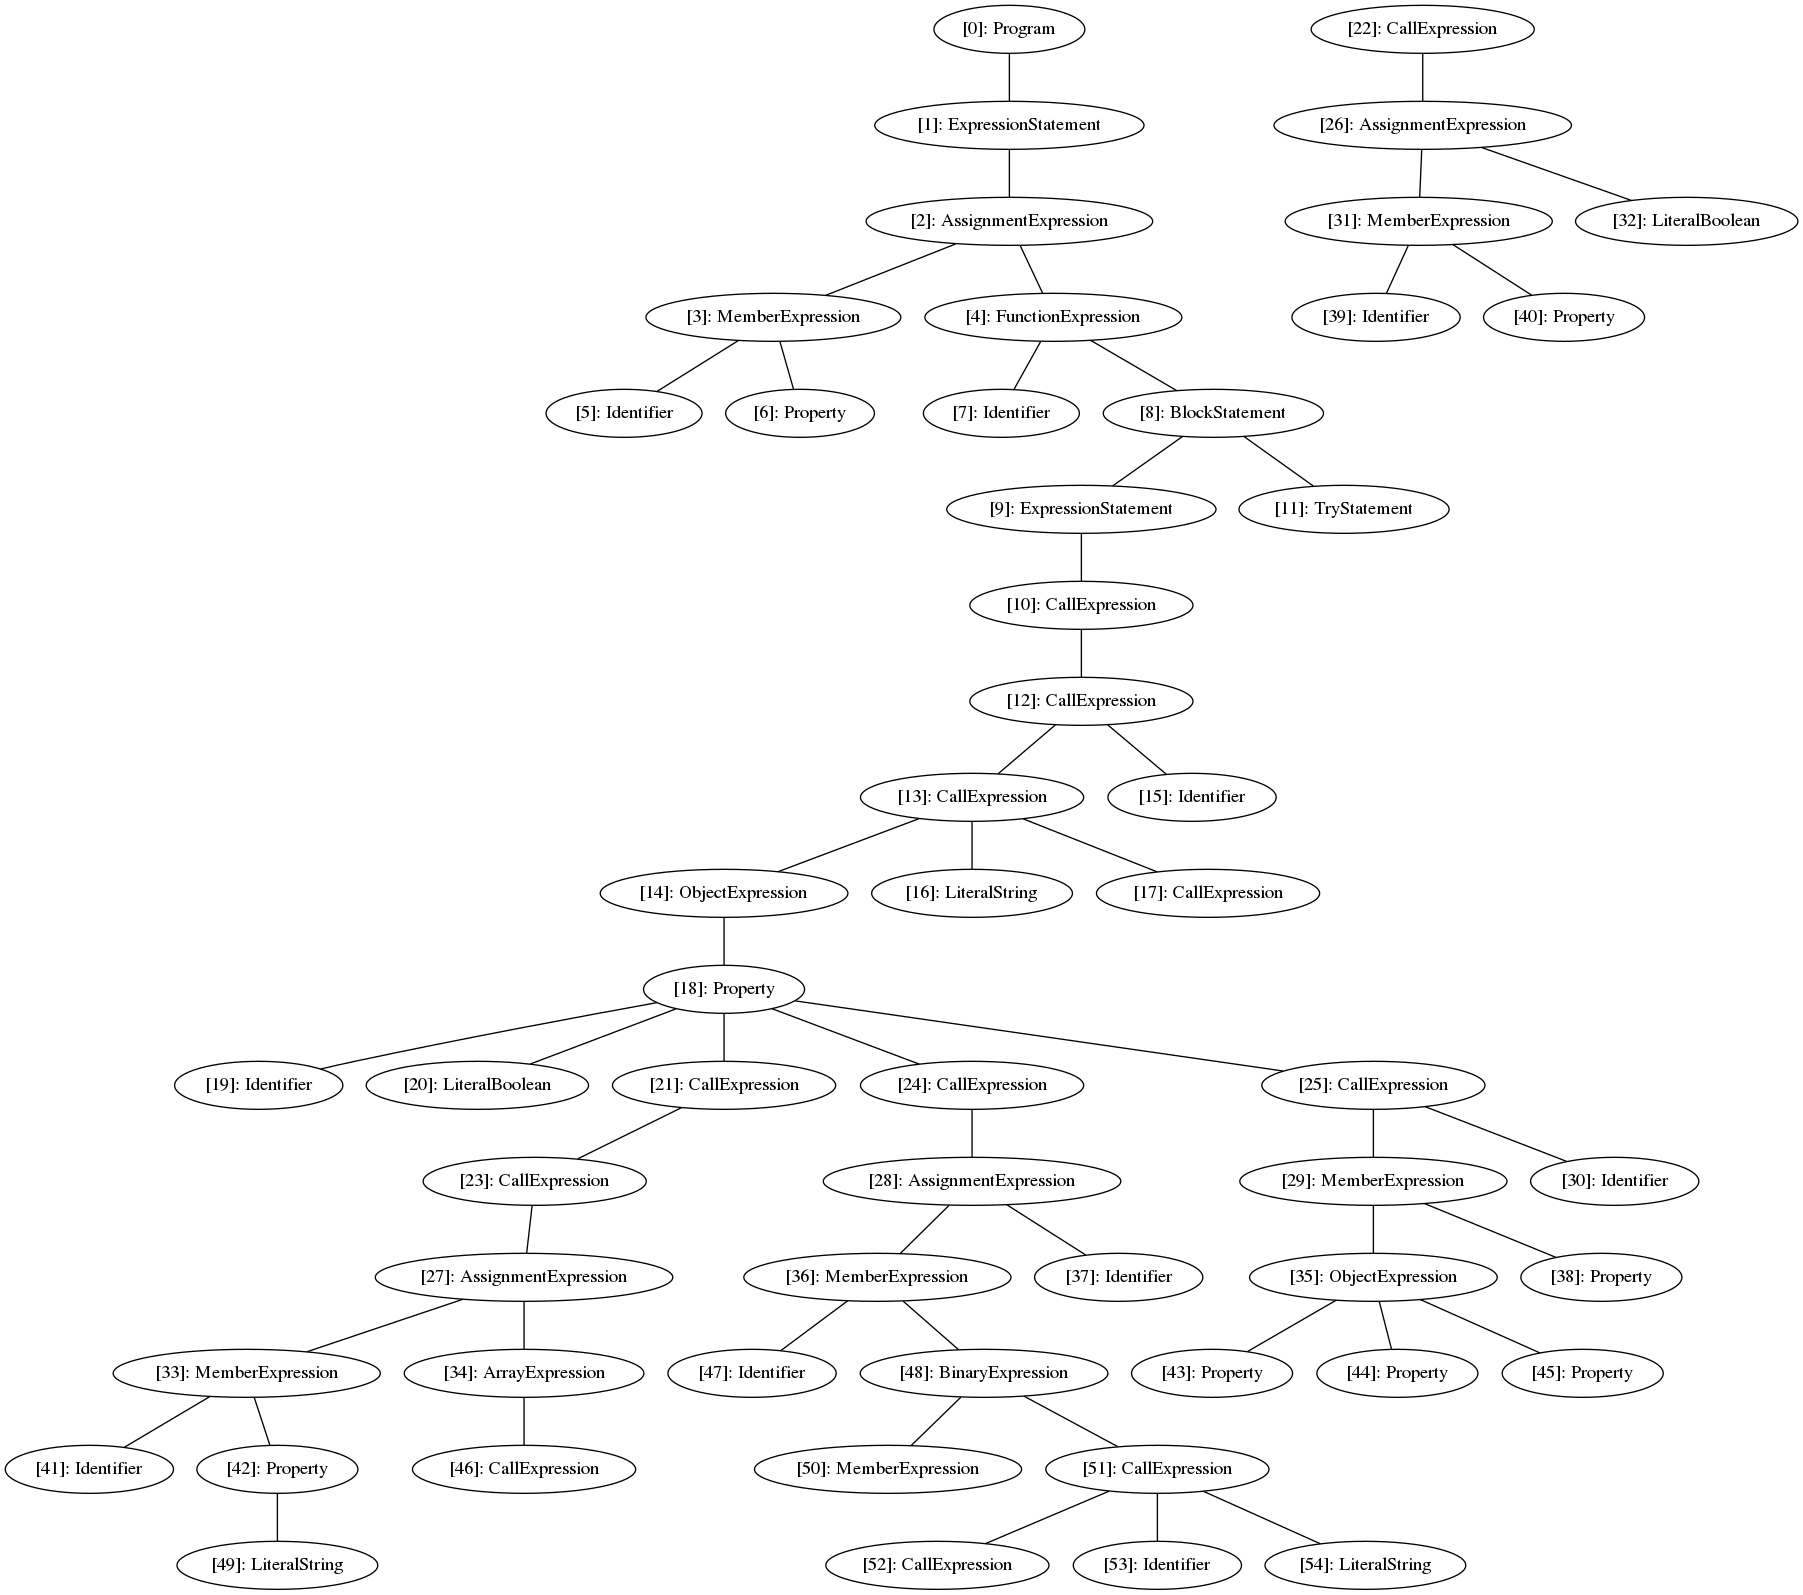 [0]: Program
[22]: CallExpression
[1]: ExpressionStatement
[26]: AssignmentExpression
[2]: AssignmentExpression
[31]: MemberExpression
[32]: LiteralBoolean
[3]: MemberExpression
[4]: FunctionExpression
[39]: Identifier
[40]: Property
[5]: Identifier
[6]: Property
[7]: Identifier
[8]: BlockStatement
[9]: ExpressionStatement
[11]: TryStatement
[10]: CallExpression
[12]: CallExpression
[13]: CallExpression
[15]: Identifier
[14]: ObjectExpression
[16]: LiteralString
[17]: CallExpression
[18]: Property
[19]: Identifier
[20]: LiteralBoolean
[21]: CallExpression
[24]: CallExpression
[25]: CallExpression
[23]: CallExpression
[28]: AssignmentExpression
[29]: MemberExpression
[30]: Identifier
[27]: AssignmentExpression
[36]: MemberExpression
[37]: Identifier
[35]: ObjectExpression
[38]: Property
[33]: MemberExpression
[34]: ArrayExpression
[47]: Identifier
[48]: BinaryExpression
[43]: Property
[44]: Property
[45]: Property
[41]: Identifier
[42]: Property
[46]: CallExpression
[50]: MemberExpression
[51]: CallExpression
[49]: LiteralString
[52]: CallExpression
[53]: Identifier
[54]: LiteralString